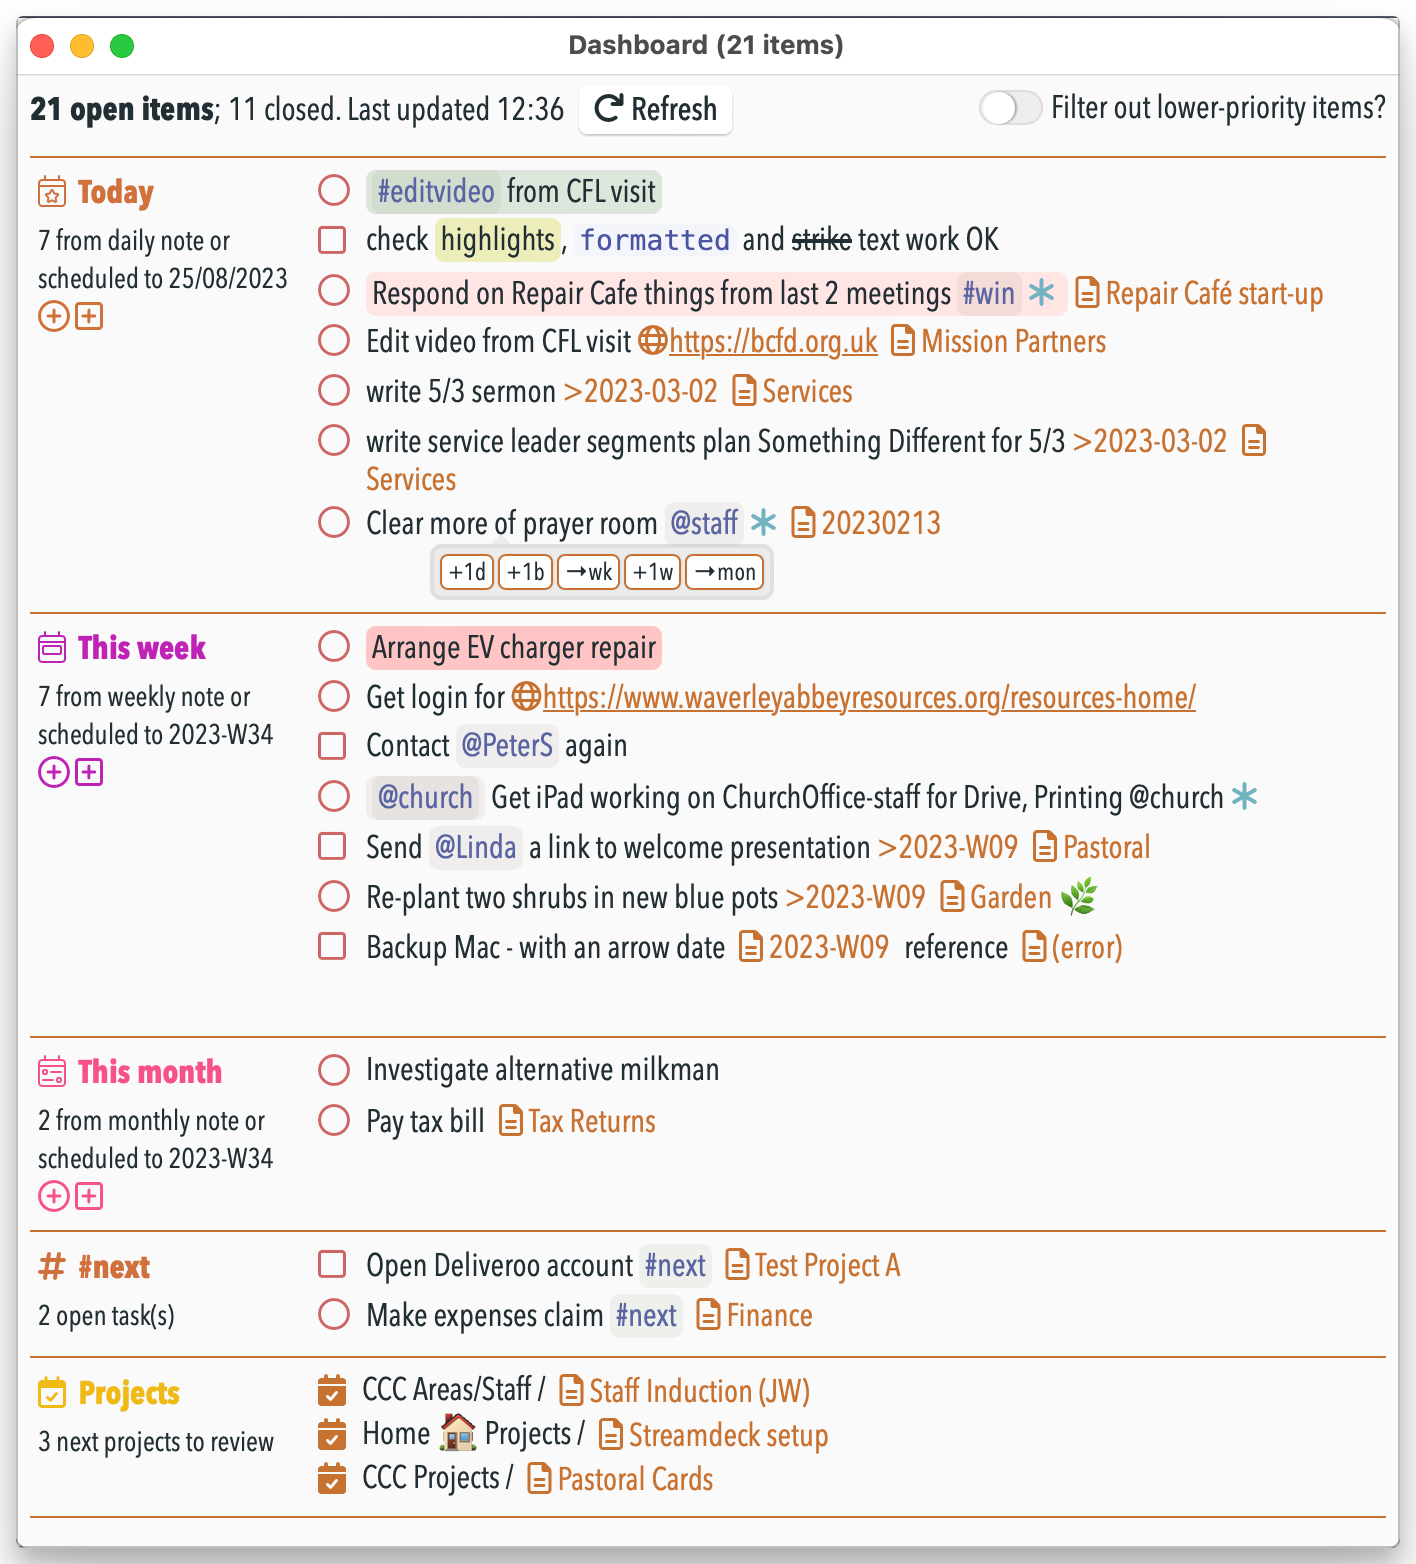 Dashboard (21 items)
21 open items; 11 closed. Last updated 12:36 Refresh Filter out lower-priority items?
Today
7 from daily note or
scheduled to 25/08/2023
#editvideo from CFL visit
check highlights, formatted and strike text work OK
Respond on Repair Cafe things from last 2 meetings #win Repair Café start-up
Edit video from CFL visit https://bcfd.org.uk Mission Partners
write 5/3 sermon >2023-03-02 Services
write service leader segments plan Something Different for 5/3 >2023-03-02
Services
Clear more of prayer room @staff 20230213
+1d +1b →wk +1w →mon
This week
7 from weekly note or
scheduled to 2023-W34
Arrange EV charger repair
Get login for https://www.waverleyabbeyresources.org/resources-home/
Contact @PeterS again
@church Get iPad working on ChurchOffice-staff for Drive, Printing @church
Send @Linda a link to welcome presentation >2023-W09 Pastoral
Re-plant two shrubs in new blue pots >2023-W09 Garden 🌿
Backup Mac - with an arrow date 2023-W09 reference (error)
This month
2 from monthly note or
scheduled to 2023-W34
Investigate alternative milkman
Pay tax bill Tax Returns
# #next
2 open task(s)
Open Deliveroo account #next Test Project A
Make expenses claim #next Finance
Projects
3 next projects to review
CCC Areas/Staff / Staff Induction (JW)
Home 🏠 Projects / Streamdeck setup
CCC Projects / Pastoral Cards